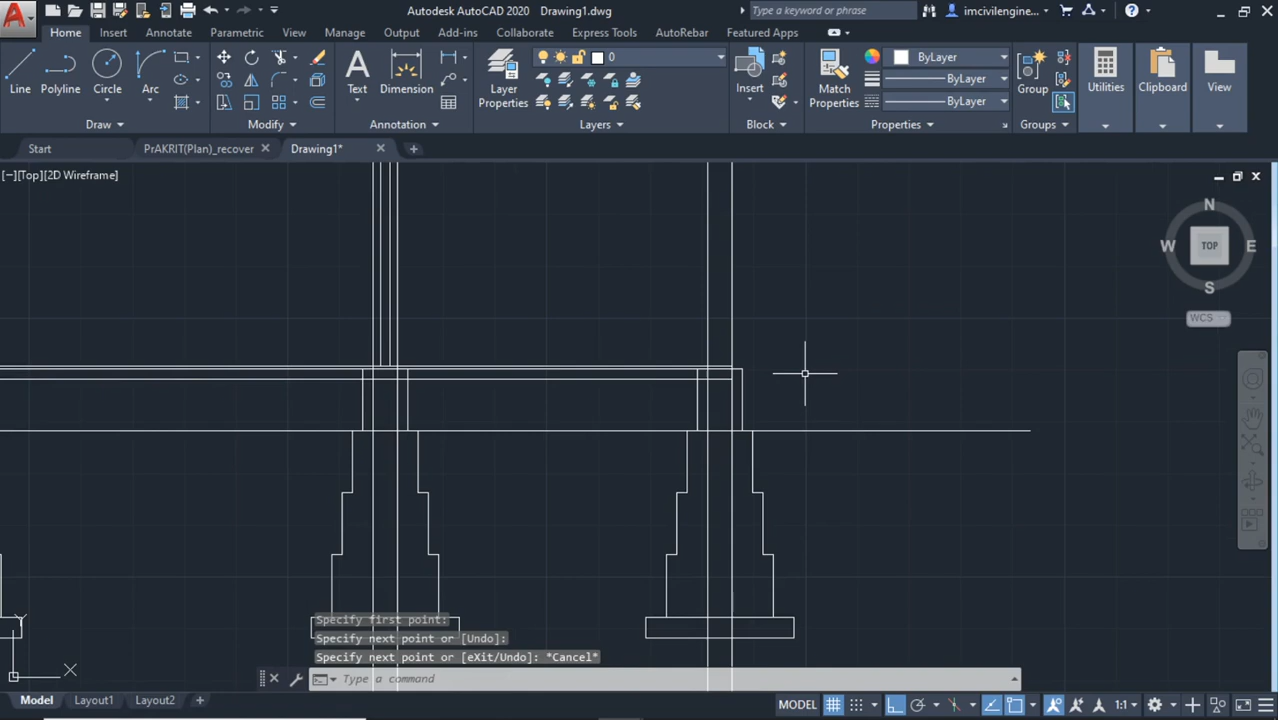 Autodesk AutoCAD 2020 Drawing1.dwg
Type a keyword or phrase
imcivilengine...
Home Insert Annotate Parametric View Manage Output Add-ins Collaborate Express Tools AutoRebar Featured Apps
Line Polyline Circle Arc
Text Dimension
Layer Properties
0
Insert
Match Properties
ByLayer
ByLayer
ByLayer
Group Utilities Clipboard View
Draw Modify Annotation Layers Block Properties Groups
Start PrAKRIT(Plan)_recover Drawing1*
[−][Top][2D Wireframe]
N
W TOP E
S
WCS
Y
X
Specify first point:
Specify next point or [Undo]:
Specify next point or [eXit/Undo]: *Cancel*
Type a command
Model Layout1 Layout2
MODEL 1:1